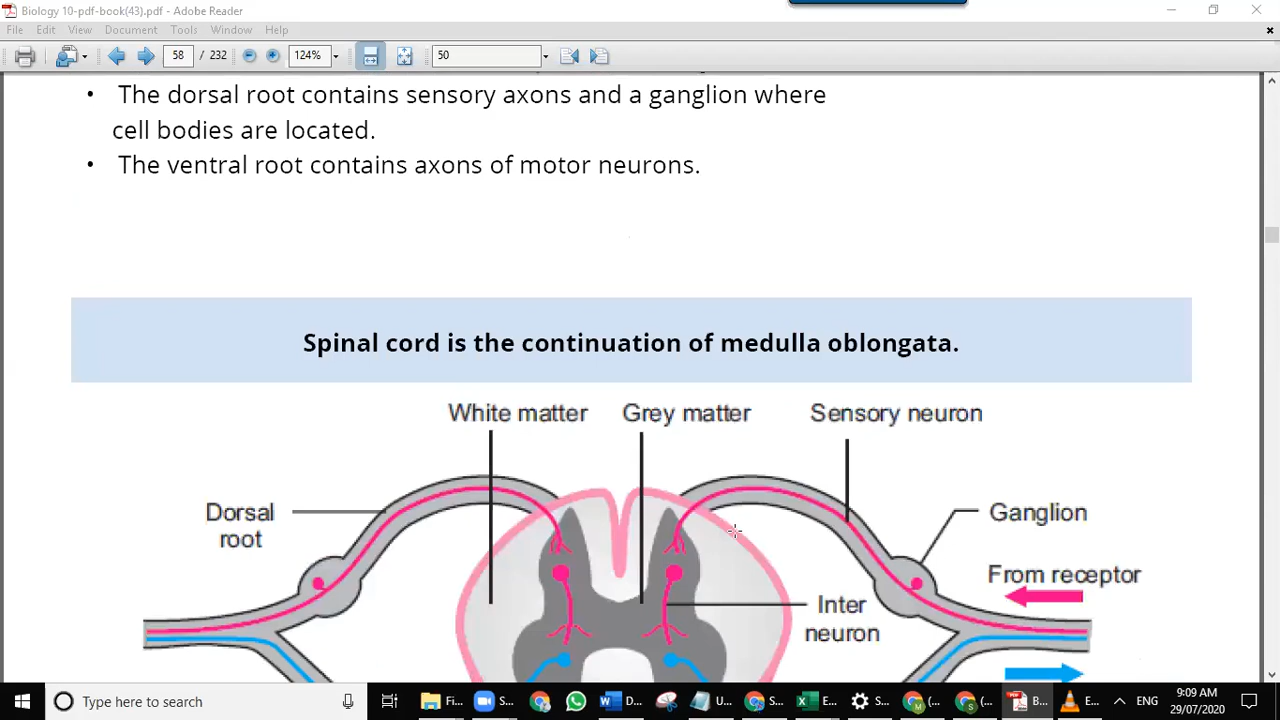 Biology 10-pdf-book(43).pdf - Adobe Reader
File Edit View Document Tools Window Help
58 / 232 124% 50
• The dorsal root contains sensory axons and a ganglion where
cell bodies are located.
• The ventral root contains axons of motor neurons.
Spinal cord is the continuation of medulla oblongata.
White matter Grey matter Sensory neuron
Dorsal
root
Ganglion
From receptor
Inter
neuron
Type here to search
Fi... S... D... U... S... E... S... (... (... B... E...
ENG
9:09 AM
29/07/2020